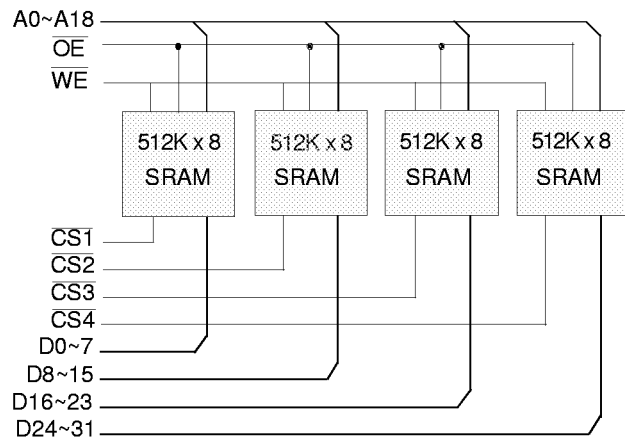 A0~A18
OE
WE
512K x 8 512K x 8 512K x 8 512K x 8
SRAM SRAM SRAM SRAM
CS1
CS2
CS3
CS4
D0~7
D8~15
D16~23
D24~31